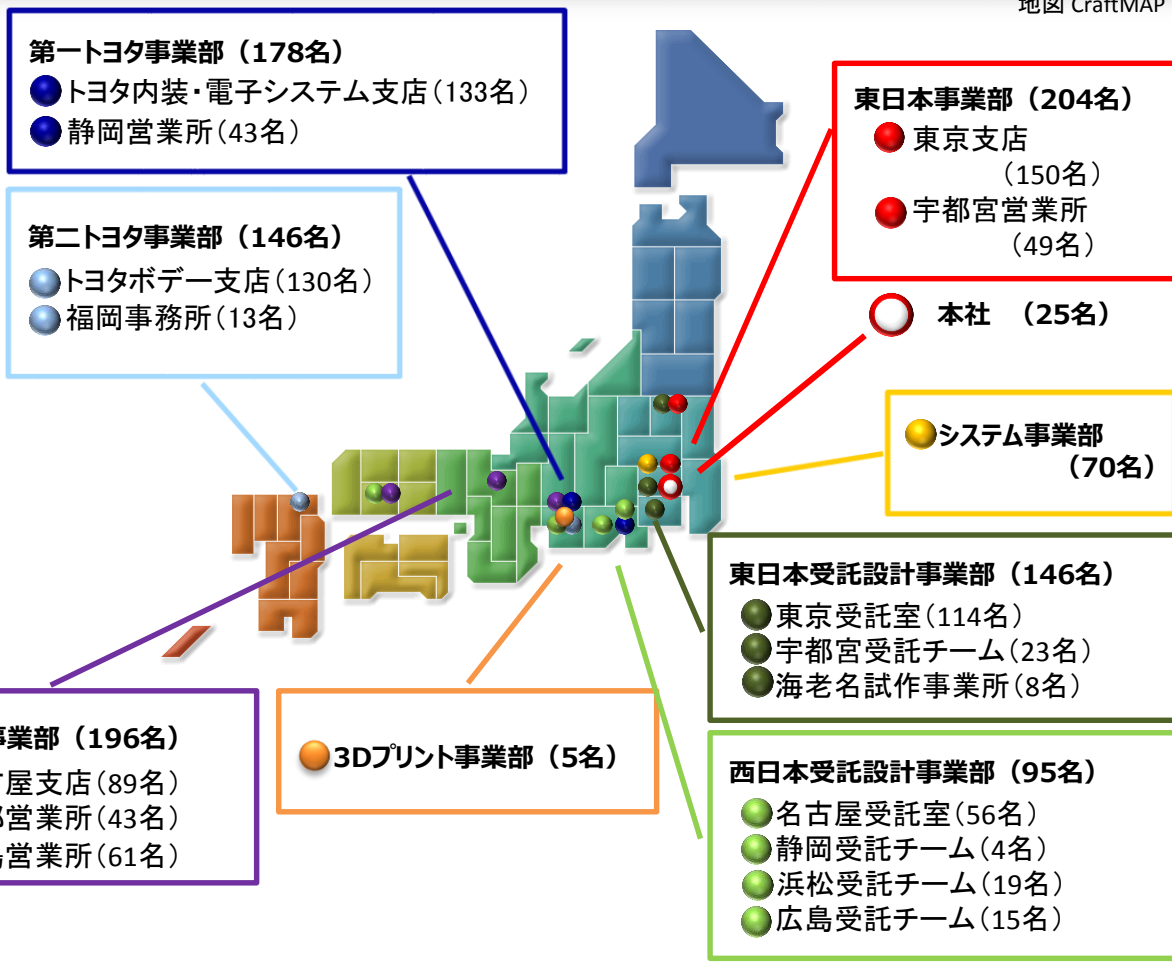 地図 CraftMAP
第一トヨタ事業部（178名）
トヨタ内装・電子システム支店（133名）
静岡営業所（43名）
東日本事業部（204名）
東京支店
（150名）
宇都宮営業所
（49名）
第二トヨタ事業部（146名）
トヨタボデー支店（130名）
福岡事務所（13名）
本社　（25名）
システム事業部
（70名）
東日本受託設計事業部（146名）
東京受託室（114名）
宇都宮受託チーム（23名）
海老名試作事業所（8名）
事業部（196名）
屋支店（89名）
営業所（43名）
営業所（61名）
3Dプリント事業部（5名）
西日本受託設計事業部（95名）
名古屋受託室（56名）
静岡受託チーム（4名）
浜松受託チーム（19名）
広島受託チーム（15名）